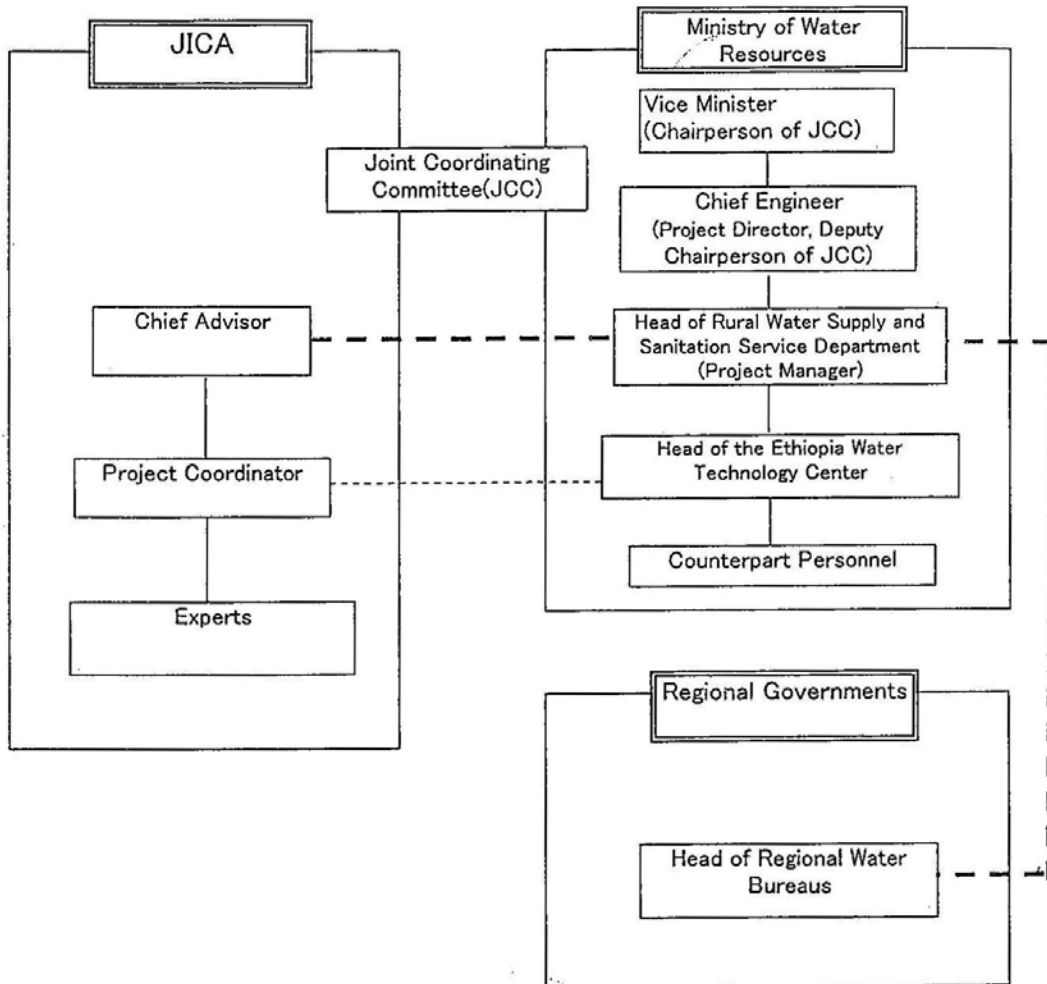 JICA
Ministry of Water
Resources
Vice Minister
(Chairperson of JCC)
Joint Coordinating
Committee(JCC)
Chief Engineer
(Project Director, Deputy
Chairperson of JCC)
Chief Advisor
Head of Rural Water Supply and
Sanitation Service Department
(Project Manager)
Project Coordinator
Head of the Ethiopia Water
Technology Center
Counterpart Personnel
Experts
Regional Governments
Head of Regional Water
Bureaus